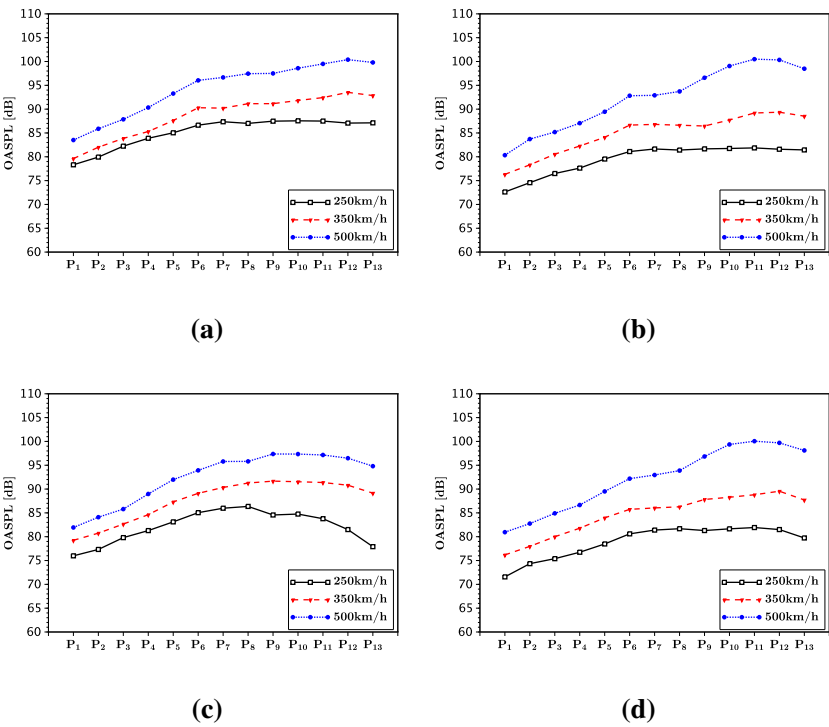 110
105
100
95
90
85
80
75
70
65
60
OASPL [dB]
250km/h
350km/h
500km/h
P₁ P₂ P₃ P₄ P₅ P₆ P₇ P₈ P₉ P₁₀ P₁₁ P₁₂ P₁₃
(a)
110
105
100
95
90
85
80
75
70
65
60
OASPL [dB]
250km/h
350km/h
500km/h
P₁ P₂ P₃ P₄ P₅ P₆ P₇ P₈ P₉ P₁₀ P₁₁ P₁₂ P₁₃
(b)
110
105
100
95
90
85
80
75
70
65
60
OASPL [dB]
250km/h
350km/h
500km/h
P₁ P₂ P₃ P₄ P₅ P₆ P₇ P₈ P₉ P₁₀ P₁₁ P₁₂ P₁₃
(c)
110
105
100
95
90
85
80
75
70
65
60
OASPL [dB]
250km/h
350km/h
500km/h
P₁ P₂ P₃ P₄ P₅ P₆ P₇ P₈ P₉ P₁₀ P₁₁ P₁₂ P₁₃
(d)